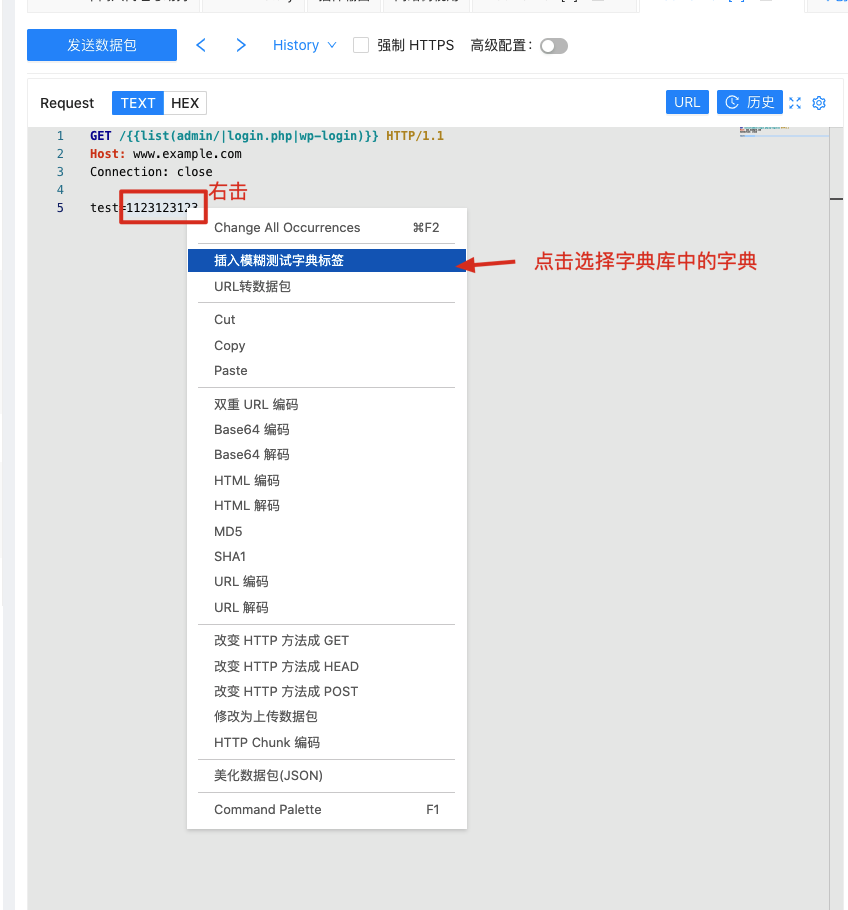 发送数据包
History
强制 HTTPS
高级配置：
Request
TEXT
HEX
URL
历史
1 GET /{{list(admin/|login.php|wp-login)}} HTTP/1.1
2 Host: www.example.com
3 Connection: close
4
5 test=1123123123
右击
Change All Occurrences ⌘F2
插入模糊测试字典标签
点击选择字典库中的字典
URL转数据包
Cut
Copy
Paste
双重 URL 编码
Base64 编码
Base64 解码
HTML 编码
HTML 解码
MD5
SHA1
URL 编码
URL 解码
改变 HTTP 方法成 GET
改变 HTTP 方法成 HEAD
改变 HTTP 方法成 POST
修改为上传数据包
HTTP Chunk 编码
美化数据包(JSON)
Command Palette F1